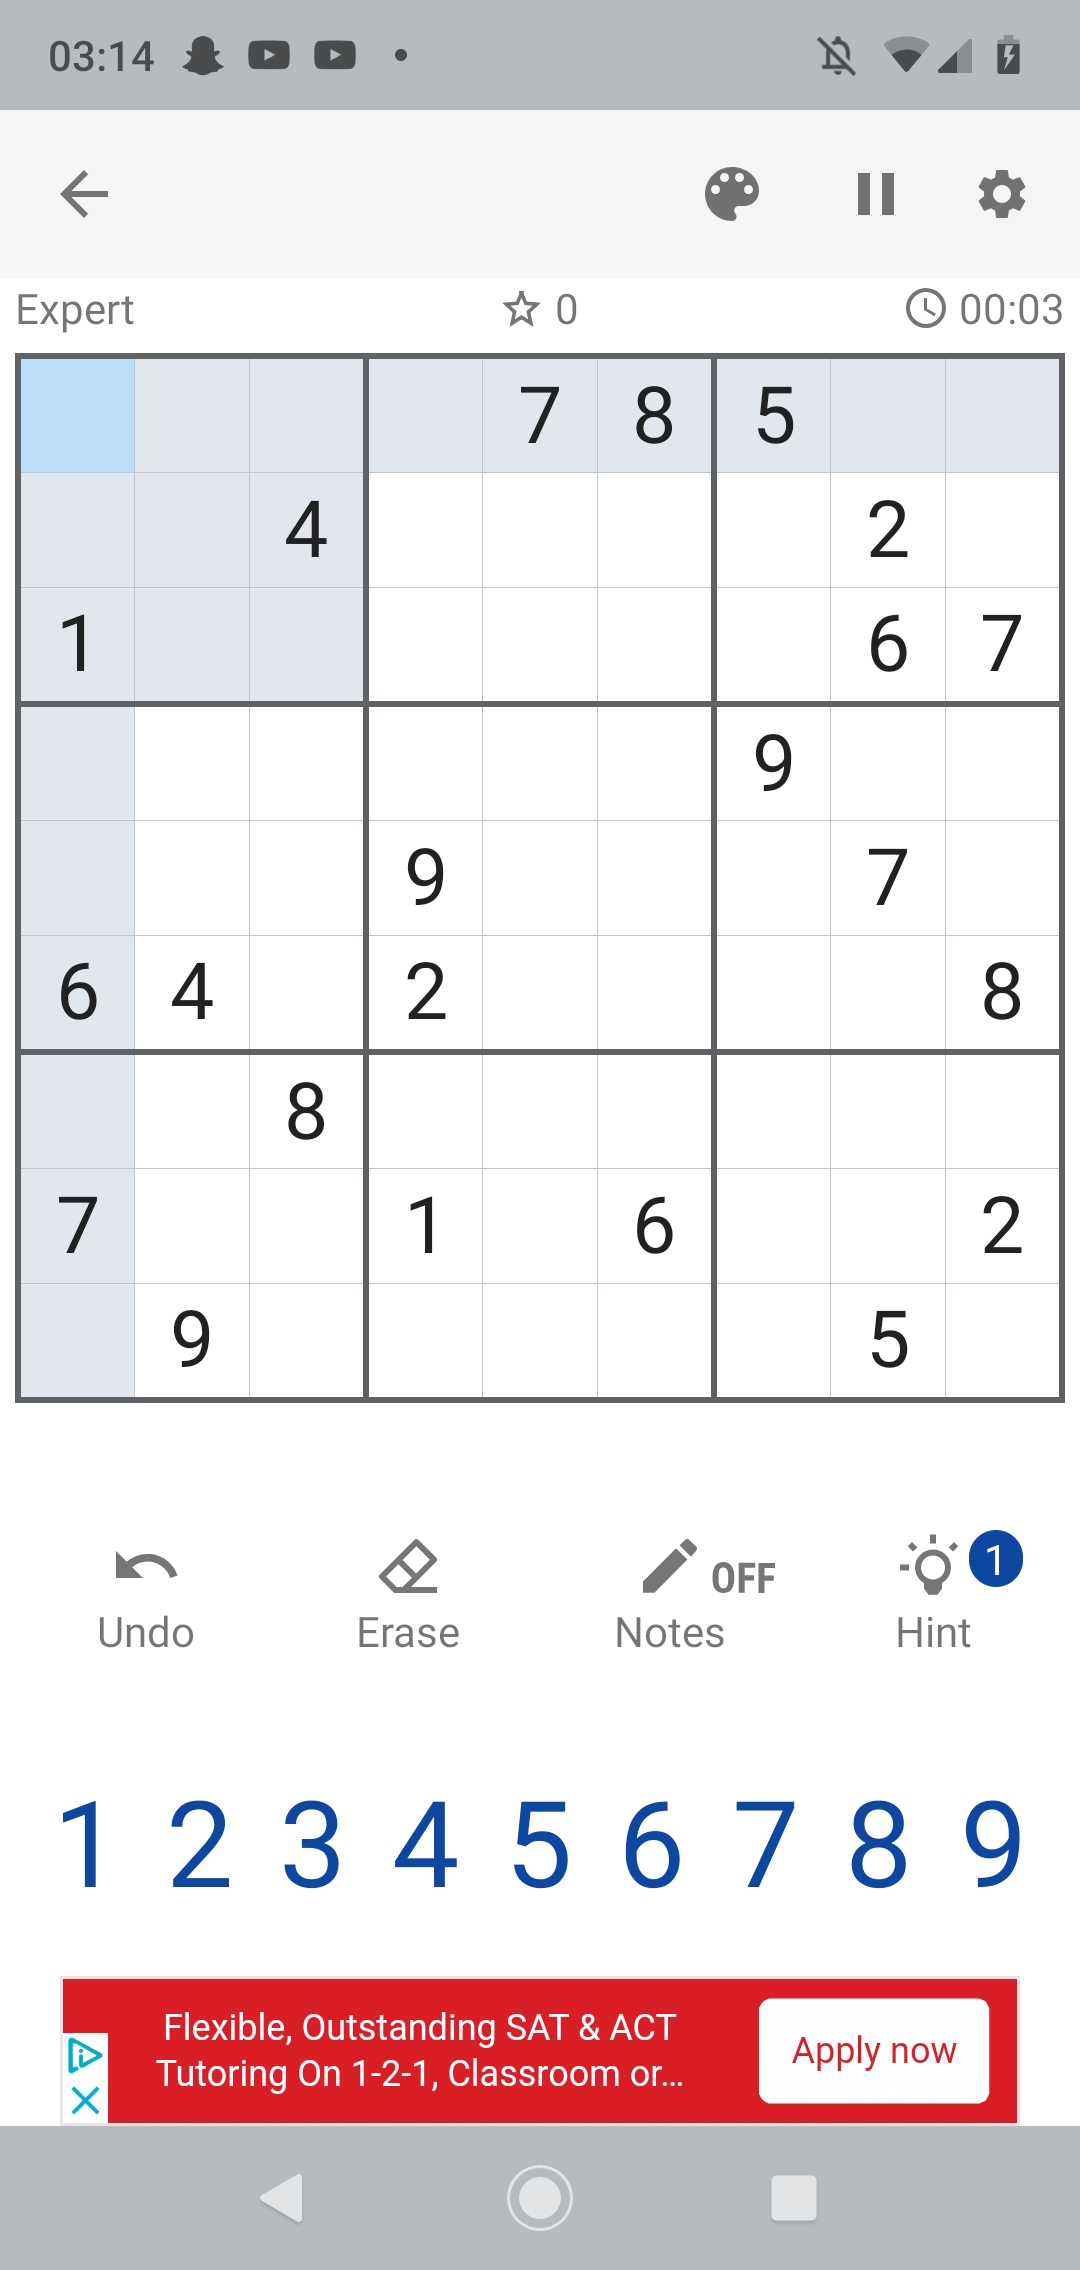 03:14
Expert 0 00:03
7 8 5
4 2
1 6 7
9
9 7
6 4 2 8
8
7 1 6 2
9 5
1
OFF
Undo Erase Notes Hint
1 2 3 4 5 6 7 8 9
Flexible, Outstanding SAT & ACT
Tutoring On 1-2-1, Classroom or...
Apply now